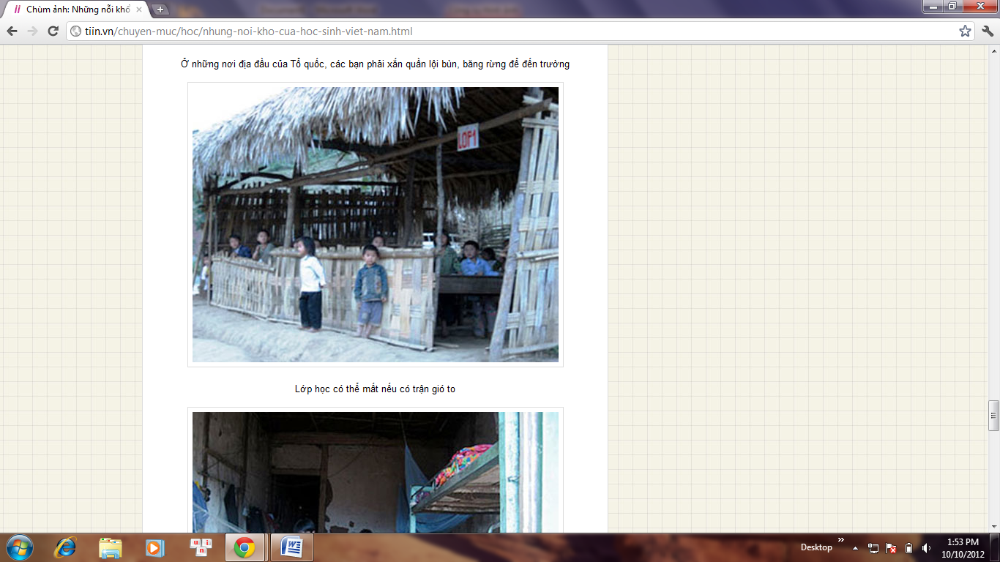 Chùm ảnh: Những nỗi khổ
tiin.vn/chuyen-muc/hoc/nhung-noi-kho-cua-hoc-sinh-viet-nam.html
Ở những nơi địa đầu của Tổ quốc, các bạn phải xắn quần lội bùn, băng rừng để đến trường
LOP1
Lớp học có thể mất nếu có trận gió to
Desktop
1:53 PM
10/10/2012